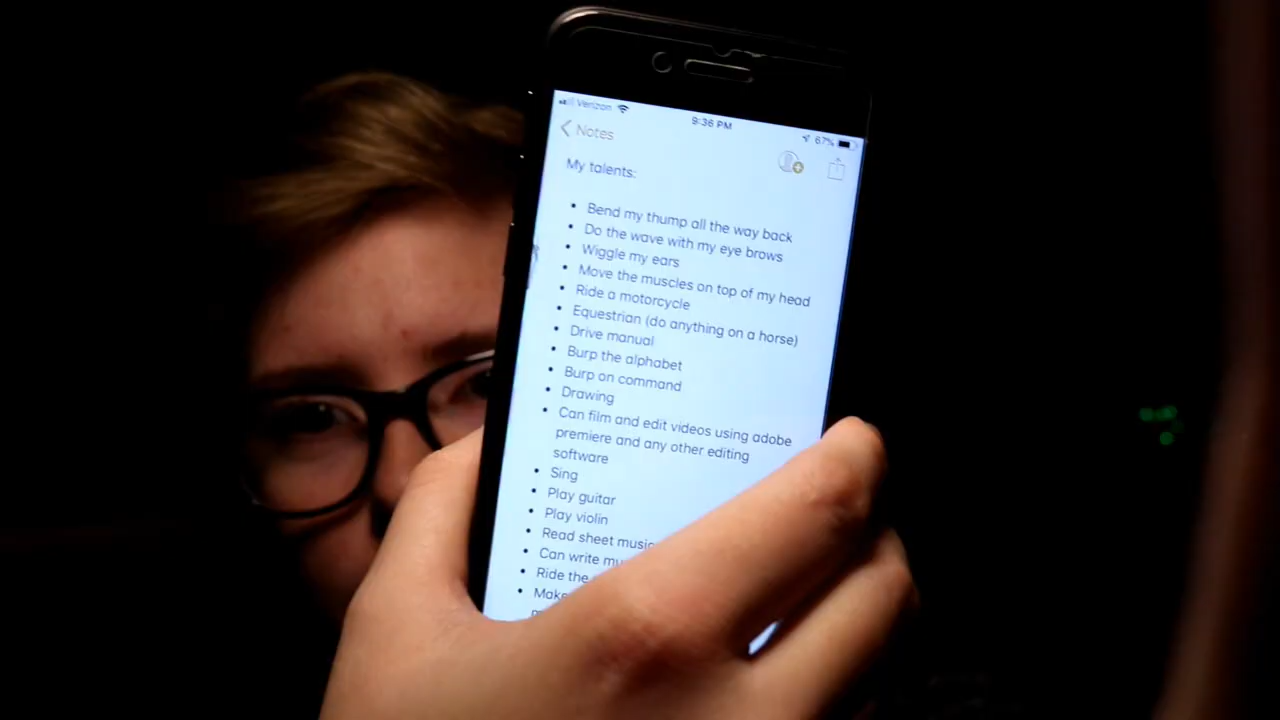 Verizon 9:36 PM 67%
Notes
My talents:
• Bend my thump all the way back
• Do the wave with my eye brows
• Wiggle my ears
• Move the muscles on top of my head
• Ride a motorcycle
• Equestrian (do anything on a horse)
• Drive manual
• Burp the alphabet
• Burp on command
• Drawing
• Can film and edit videos using adobe
premiere and any other editing
software
• Sing
• Play guitar
• Play violin
• Read sheet music
• Can write
• Ride the
• Make